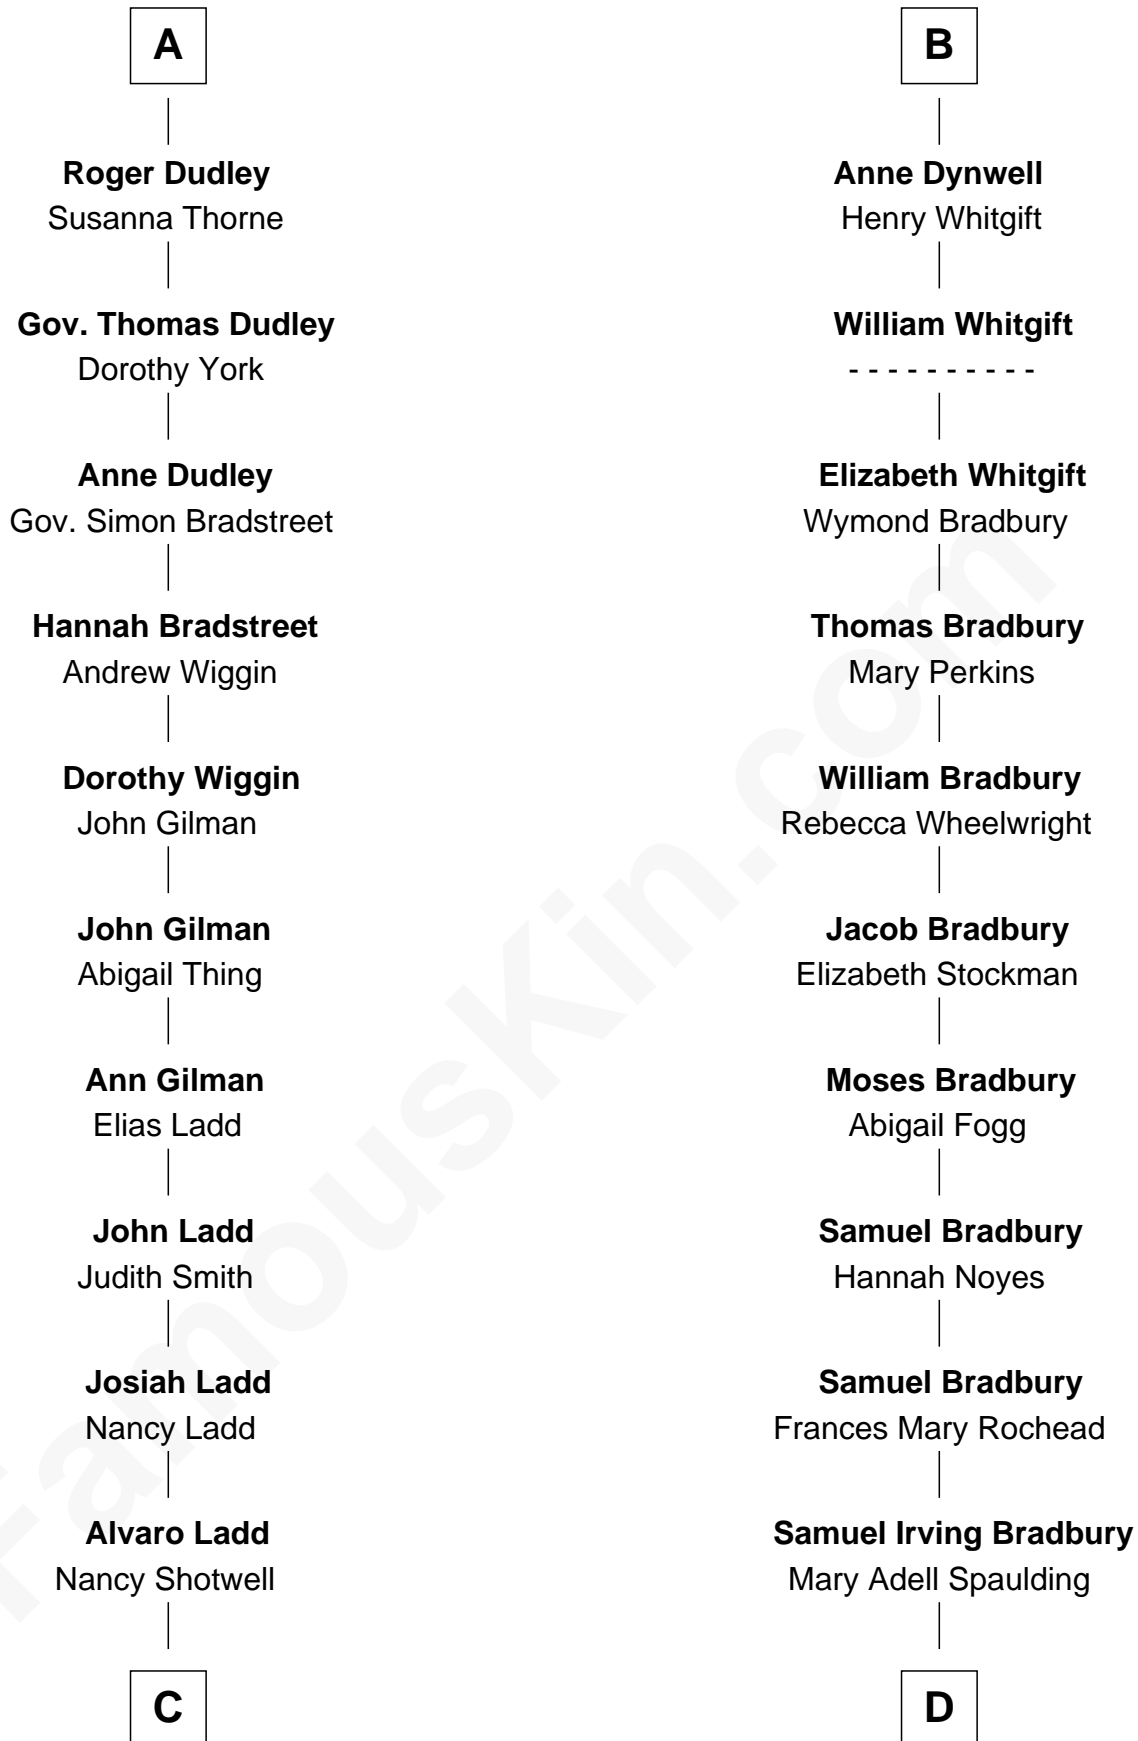 A
Roger Dudley
Susanna Thorne
Gov. Thomas Dudley
Dorothy York
Anne Dudley
Gov. Simon Bradstreet
Hannah Bradstreet
Andrew Wiggin
Dorothy Wiggin
John Gilman
John Gilman
Abigail Thing
Ann Gilman
Elias Ladd
John Ladd
Judith Smith
Josiah Ladd
Nancy Ladd
Alvaro Ladd
Nancy Shotwell
C
B
Anne Dynwell
Henry Whitgift
William Whitgift
- - - - - - - - - -
Elizabeth Whitgift
Wymond Bradbury
Thomas Bradbury
Mary Perkins
William Bradbury
Rebecca Wheelwright
Jacob Bradbury
Elizabeth Stockman
Moses Bradbury
Abigail Fogg
Samuel Bradbury
Hannah Noyes
Samuel Bradbury
Frances Mary Rochead
Samuel Irving Bradbury
Mary Adell Spaulding
D
FamousKin.com